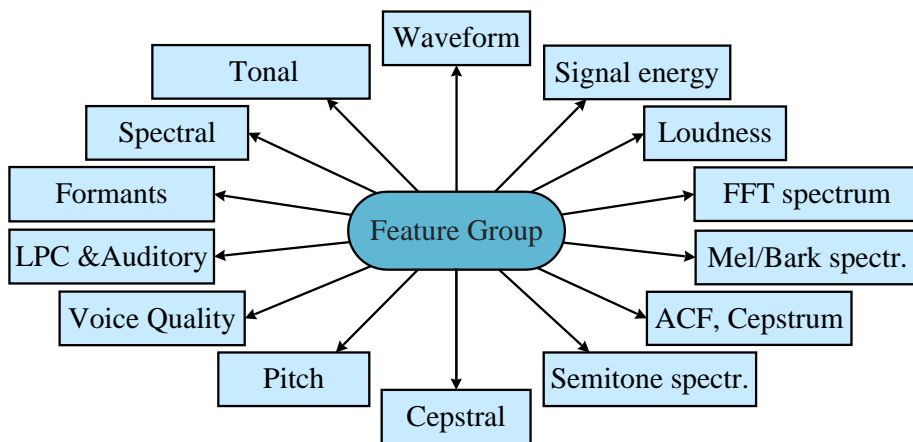 Waveform
Tonal
Signal energy
Spectral
Loudness
Formants
FFT spectrum
Feature Group
LPC &Auditory
Mel/Bark spectr.
Voice Quality
ACF, Cepstrum
Pitch
Semitone spectr.
Cepstral